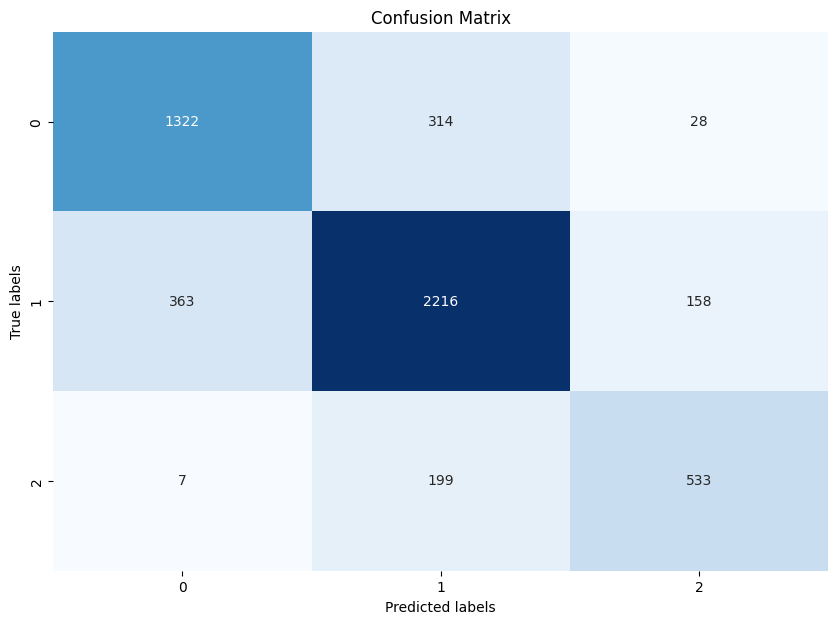 Confusion Matrix
0 1322 314 28
True labels
1 363 2216 158
2 7 199 533
0 1 2
Predicted labels